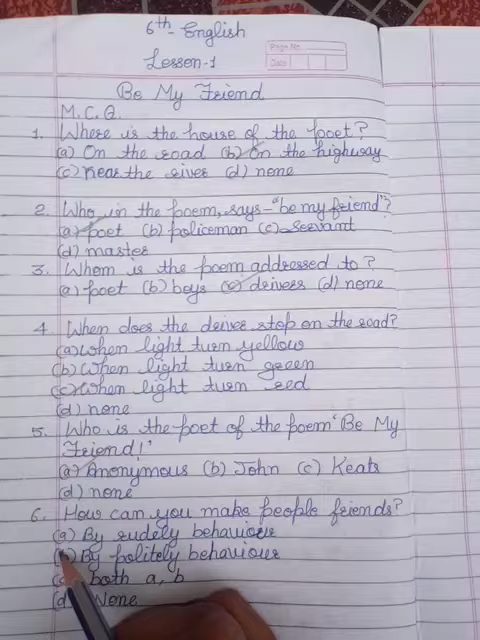 6th - English
Lessen-1
Page No
Date
Be My Friend
M.C.Q.
1. Where is the house of the poet?
(a) On the road (b) On the highway
(c) near the river (d) none
2. Who, in the poem, says - "be my friend"?
(a) poet (b) policeman (c) servant
(d) master
3. Whom is the poem addressed to?
(a) poet (b) boys (c) drivers (d) none
4. When does the driver stop on the road?
(a) When light turn yellow
(b) When light turn green
(c) When light turn red
(d) none
5. Who is the poet of the poem 'Be My
Friend!'
(a) Anonymous (b) John (c) Keats
(d) none
6. How can you make people friends?
(a) By rudely behaviour
(b) By politely behaviour
(c) both a, b
(d) None